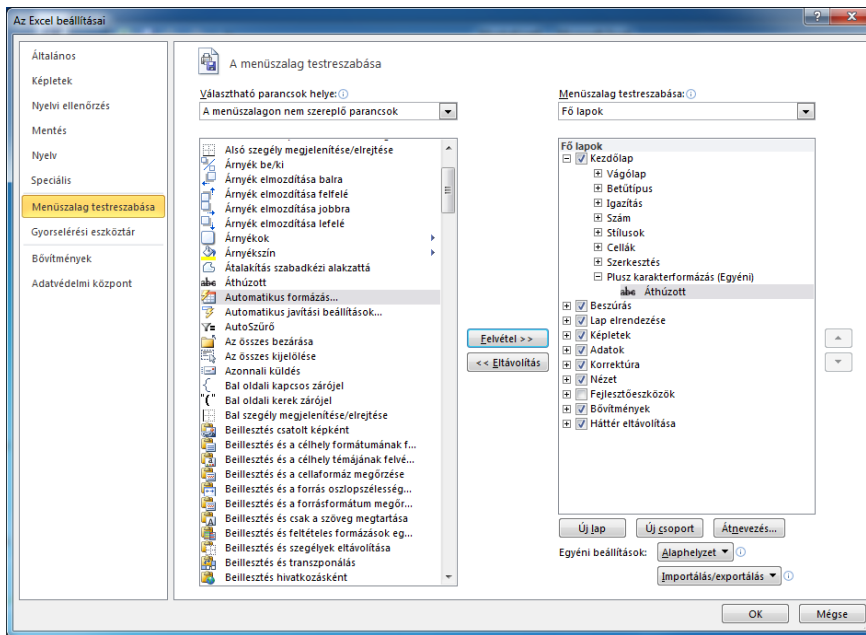 Az Excel beállításai
Általános
Képletek
Nyelvi ellenőrzés
Mentés
Nyelv
Speciális
Menüszalag testreszabása
Gyorselérési eszköztár
Bővítmények
Adatvédelmi központ
A menüszalag testreszabása
Választható parancsok helye:
A menüszalagon nem szereplő parancsok
Alsó szegély megjelenítése/elrejtése
Árnyék be/ki
Árnyék elmozdítása balra
Árnyék elmozdítása felfelé
Árnyék elmozdítása jobbra
Árnyék elmozdítása lefelé
Árnyékok
Árnyékszín
Átalakítás szabadkézi alakzattá
abc Áthúzott
Automatikus formázás...
Automatikus javítási beállítások...
AutoSzűrő
Az összes bezárása
Az összes kijelölése
Azonnali küldés
{ Bal oldali kapcsos zárójel
"(" Bal oldali kerek zárójel
Bal szegély megjelenítése/elrejtése
Beillesztés csatolt képként
Beillesztés és a célhely formátumának f...
Beillesztés és a célhely témájának felvé...
Beillesztés és a cellaformáz megőrzése
Beillesztés és a forrás oszlopszélesség...
Beillesztés és a forrásformátum megőr...
Beillesztés és csak a szöveg megtartása
Beillesztés és feltételes formázások eg...
Beillesztés és szegélyek eltávolítása
Beillesztés és transzponálás
Beillesztés hivatkozásként
Felvétel >>
<< Eltávolítás
Menüszalag testreszabása:
Fő lapok
Fő lapok
Kezdőlap
Vágólap
Betűtípus
Igazítás
Szám
Stílusok
Cellák
Szerkesztés
Plusz karakterformázás (Egyéni)
abc Áthúzott
Beszúrás
Lap elrendezése
Képletek
Adatok
Korrektúra
Nézet
Fejlesztőeszközök
Bővítmények
Háttér eltávolítása
Új lap
Új csoport
Átnevezés...
Egyéni beállítások:
Alaphelyzet
Importálás/exportálás
OK
Mégse